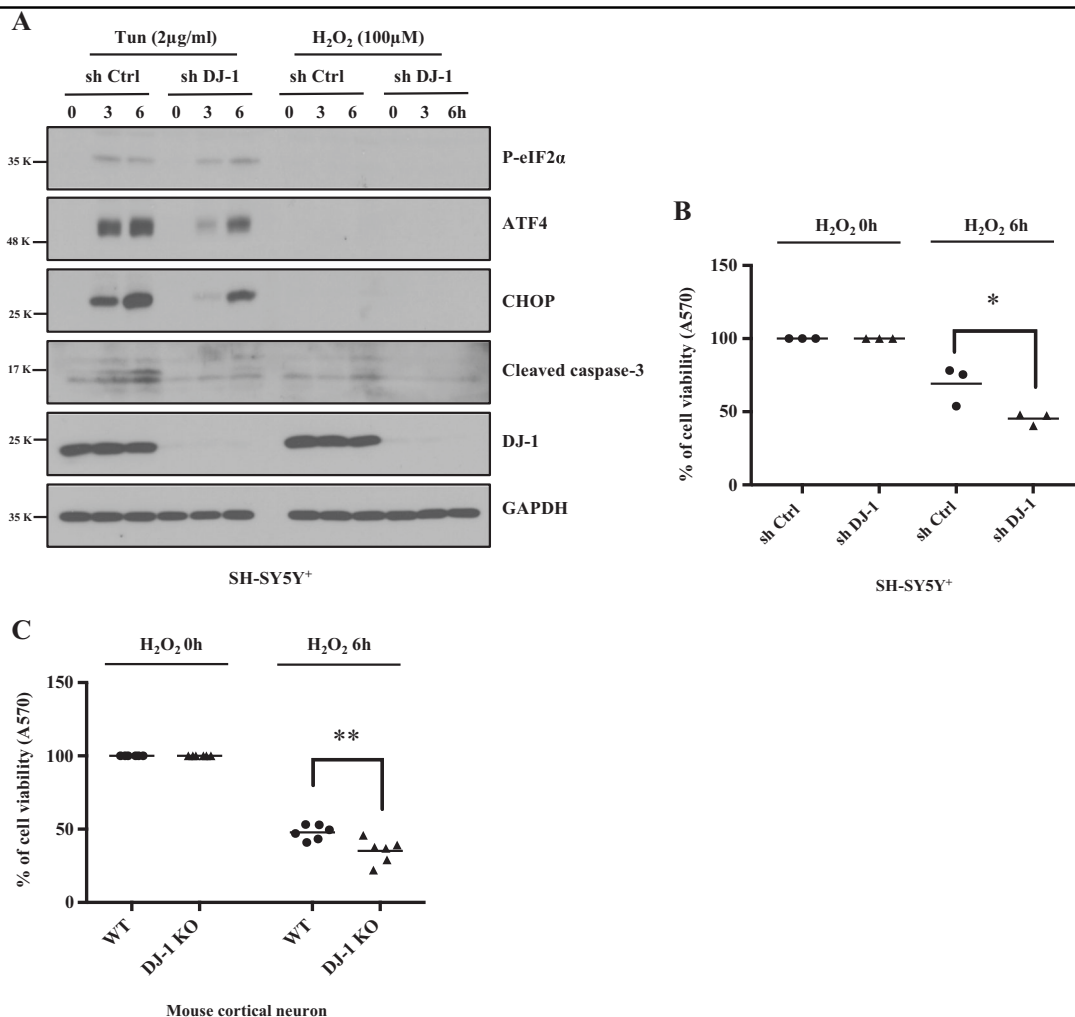 A
Tun (2µg/ml) H₂O₂ (100µM)
sh Ctrl sh DJ-1 sh Ctrl sh DJ-1
0 3 6 0 3 6 0 3 6 0 3 6h
35 K P-eIF2α
48 K ATF4
25 K CHOP
17 K Cleaved caspase-3
25 K DJ-1
35 K GAPDH
SH-SY5Y⁺
B
H₂O₂ 0h H₂O₂ 6h
% of cell viability (A570)
150
100
50
0
*
sh Ctrl sh DJ-1 sh Ctrl sh DJ-1
SH-SY5Y⁺
C
H₂O₂ 0h H₂O₂ 6h
% of cell viability (A570)
150
100
50
0
**
WT DJ-1 KO WT DJ-1 KO
Mouse cortical neuron